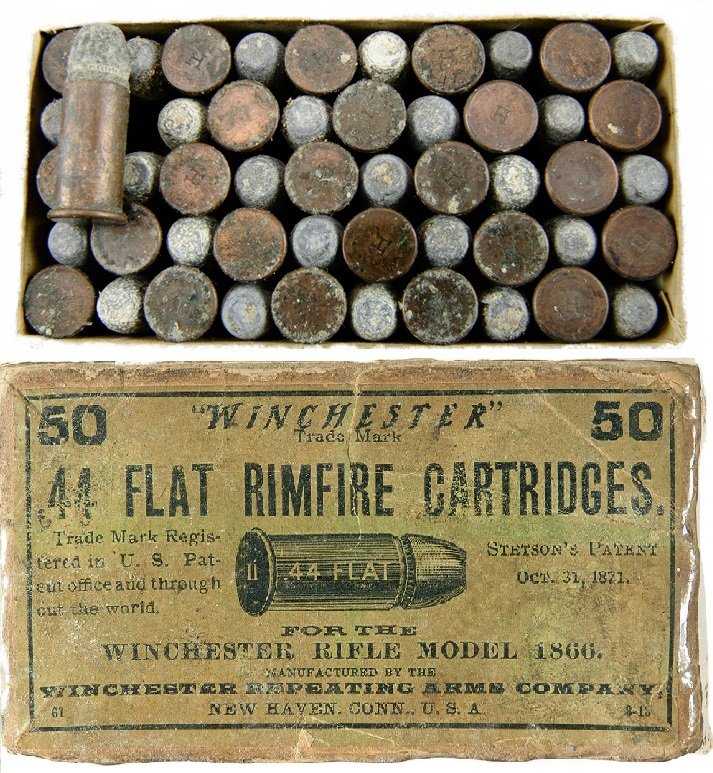 50 "WINCHESTER" 50
Trade Mark
.44 FLAT RIMFIRE CARTRIDGES.
Trade Mark Regis-
tered in U. S. Pat-
ent office and through
out the world.
H 44 FLAT
STETSON'S PATENT
OCT. 31, 1871.
FOR THE
WINCHESTER RIFLE MODEL 1866.
MANUFACTURED BY THE
WINCHESTER REPEATING ARMS COMPANY,
NEW HAVEN, CONN., U. S. A.
61
H
H
H
H
H